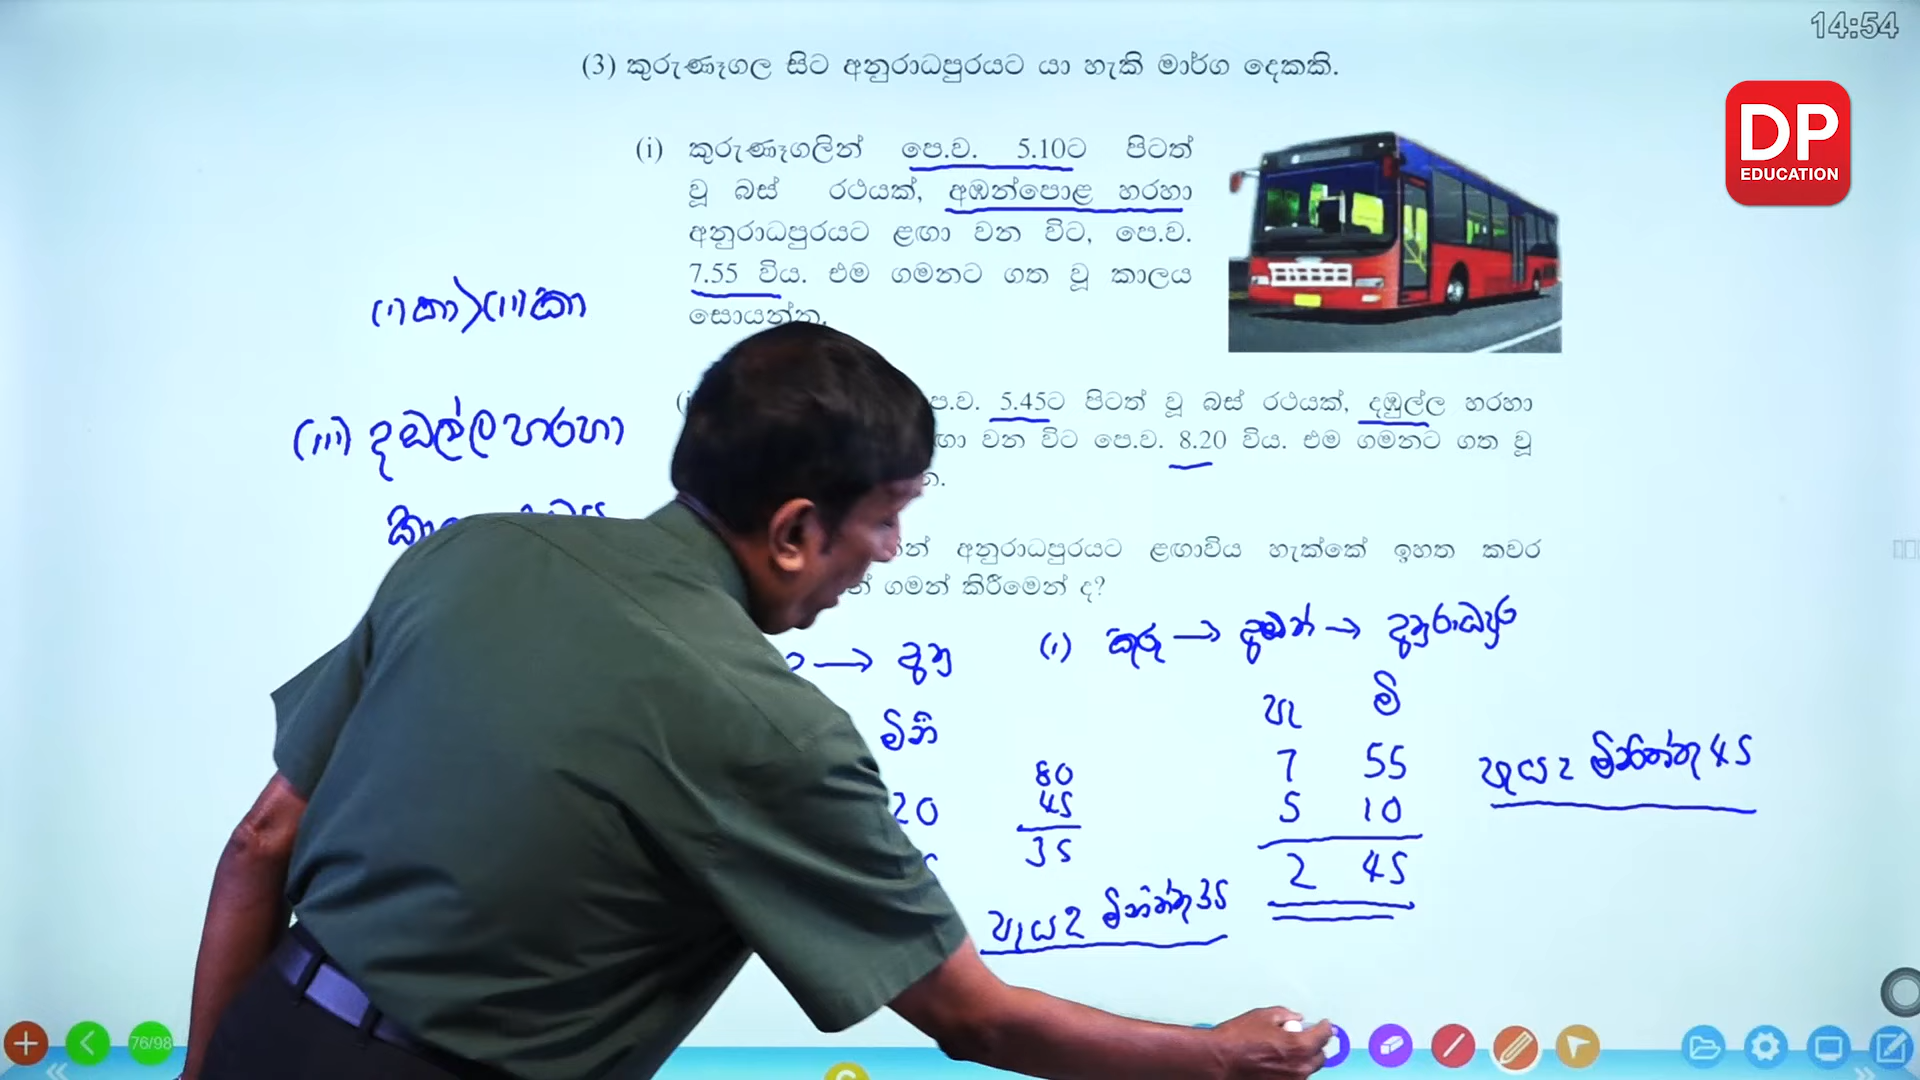 14:54
(3) කුරුණෑගල සිට අනුරාධපුරයට යා හැකි මාර්ග දෙකකි.
DP
EDUCATION
(i) කුරුණෑගලින් පෙ.ව. 5.10ට පිටත්
වූ බස් රථයක්, අඹන්පොළ හරහා
අනුරාධපුරයට ළඟා වන විට, පෙ.ව.
7.55 විය. එම ගමනට ගත වූ කාලය
සොයන්න.
පෙ.ව. 5.45ට පිටත් වූ බස් රථයක්, දඹුල්ල හරහා
වන විට පෙ.ව. 8.20 විය. එම ගමනට ගත වූ
අනුරාධපුරයට ළඟාවිය හැක්කේ ඉහත කවර
ගමන් කිරීමෙන් ද?
(iii) දඹුල්ල හරහා
→ අනු
20
80
45
35
පැය 2 මිනිත්තු 35
(i) කුරු → අඹන් → අනුරාධපුර
පැ මි
7 55
5 10
2 45
පැය 2 මිනිත්තු 45
76/98